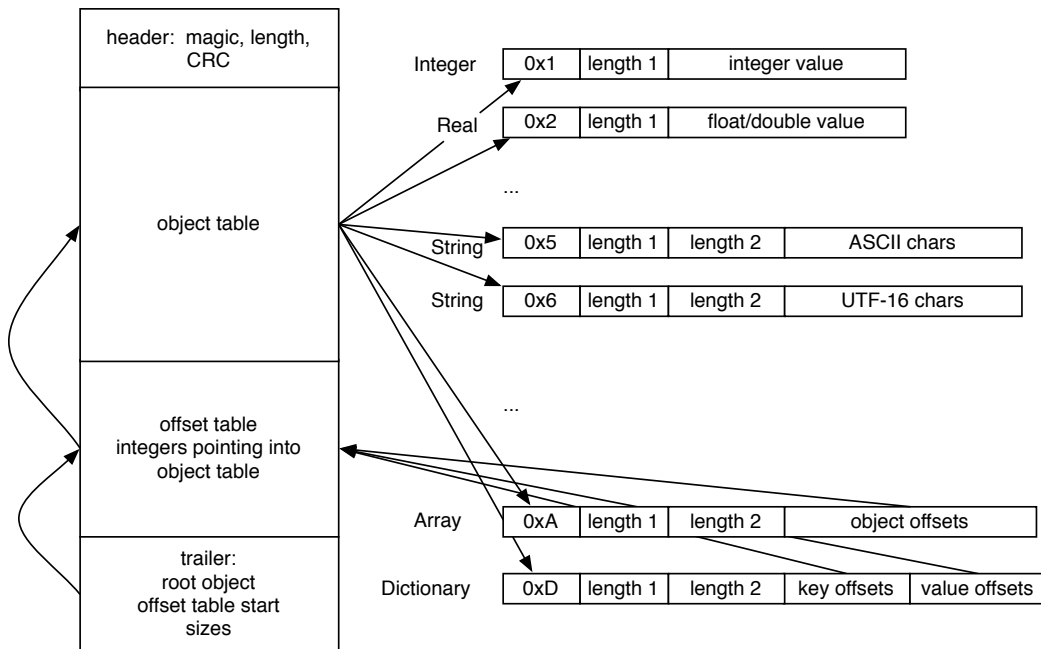 header:  magic, length,
CRC
object table
offset table
integers pointing into
object table
trailer:
root object
offset table start
sizes
Integer 0x1 length 1 integer value
Real 0x2 length 1 float/double value
...
String 0x5 length 1 length 2 ASCII chars
String 0x6 length 1 length 2 UTF-16 chars
...
Array 0xA length 1 length 2 object offsets
Dictionary 0xD length 1 length 2 key offsets value offsets